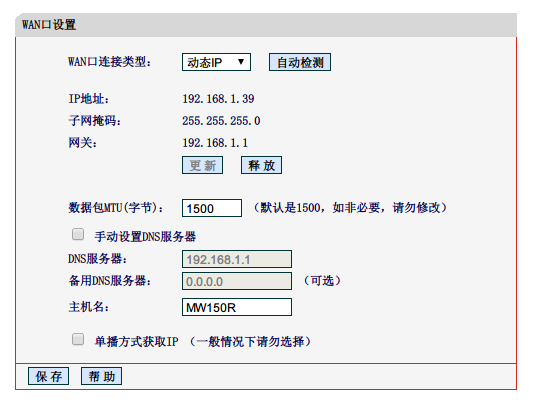 WAN口设置
WAN口连接类型: 动态IP 自动检测
IP地址: 192.168.1.39
子网掩码: 255.255.255.0
网关: 192.168.1.1
更新 释放
数据包MTU(字节): 1500 (默认是1500,如非必要,请勿修改)
手动设置DNS服务器
DNS服务器: 192.168.1.1
备用DNS服务器: 0.0.0.0 (可选)
主机名: MW150R
单播方式获取IP (一般情况下请勿选择)
保存 帮助